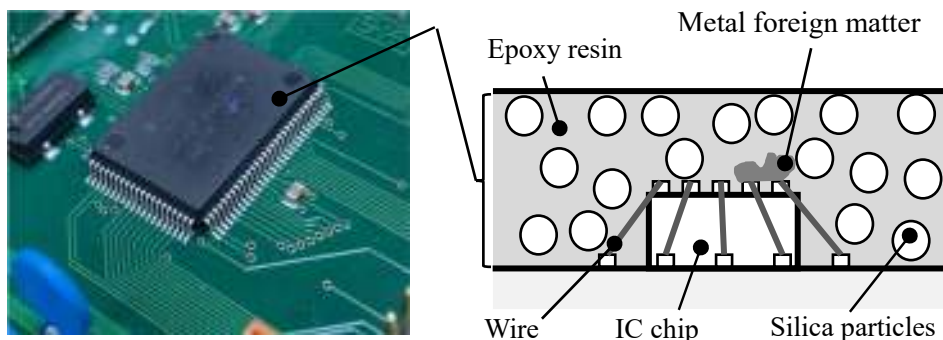 Metal foreign matter
Epoxy resin
Wire
IC chip
Silica particles